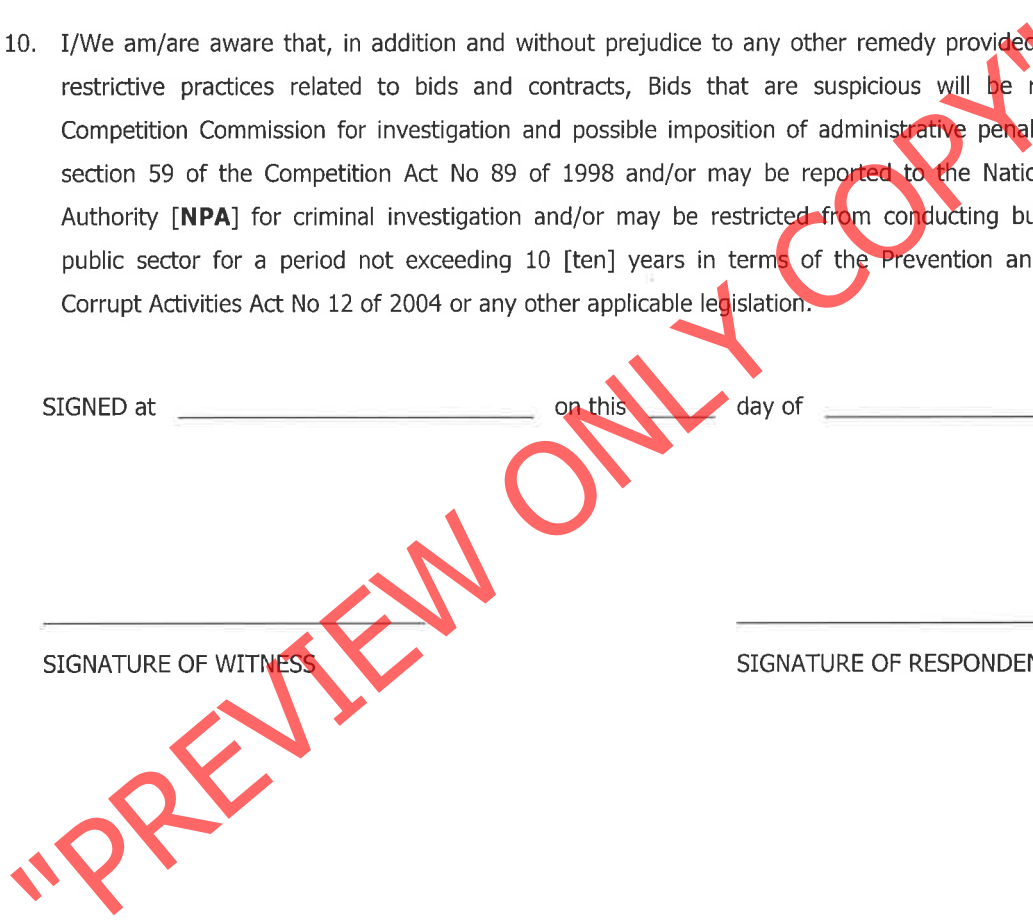 10. I/We am/are aware that, in addition and without prejudice to any other remedy provided
restrictive practices related to bids and contracts, Bids that are suspicious will be
Competition Commission for investigation and possible imposition of administrative penal
section 59 of the Competition Act No 89 of 1998 and/or may be reported to the Natio
Authority [NPA] for criminal investigation and/or may be restricted from conducting bu
public sector for a period not exceeding 10 [ten] years in terms of the Prevention an
Corrupt Activities Act No 12 of 2004 or any other applicable legislation.
SIGNED at on this day of
SIGNATURE OF WITNESS SIGNATURE OF RESPONDEN
"PREVIEW ONLY COPY"